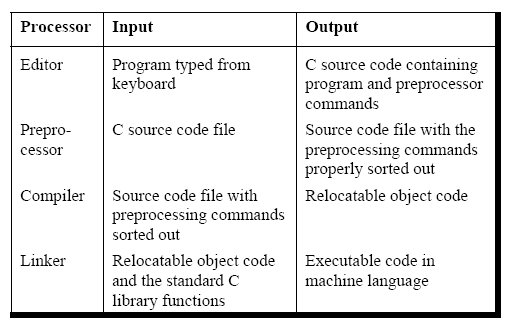 Processor Input Output
Editor Program typed from C source code containing
keyboard program and preprocessor
commands
Prepro- C source code file Source code file with the
cessor preprocessing commands
properly sorted out
Compiler Source code file with Relocatable object code
preprocessing commands
sorted out
Linker Relocatable object code Executable code in
and the standard C machine language
library functions